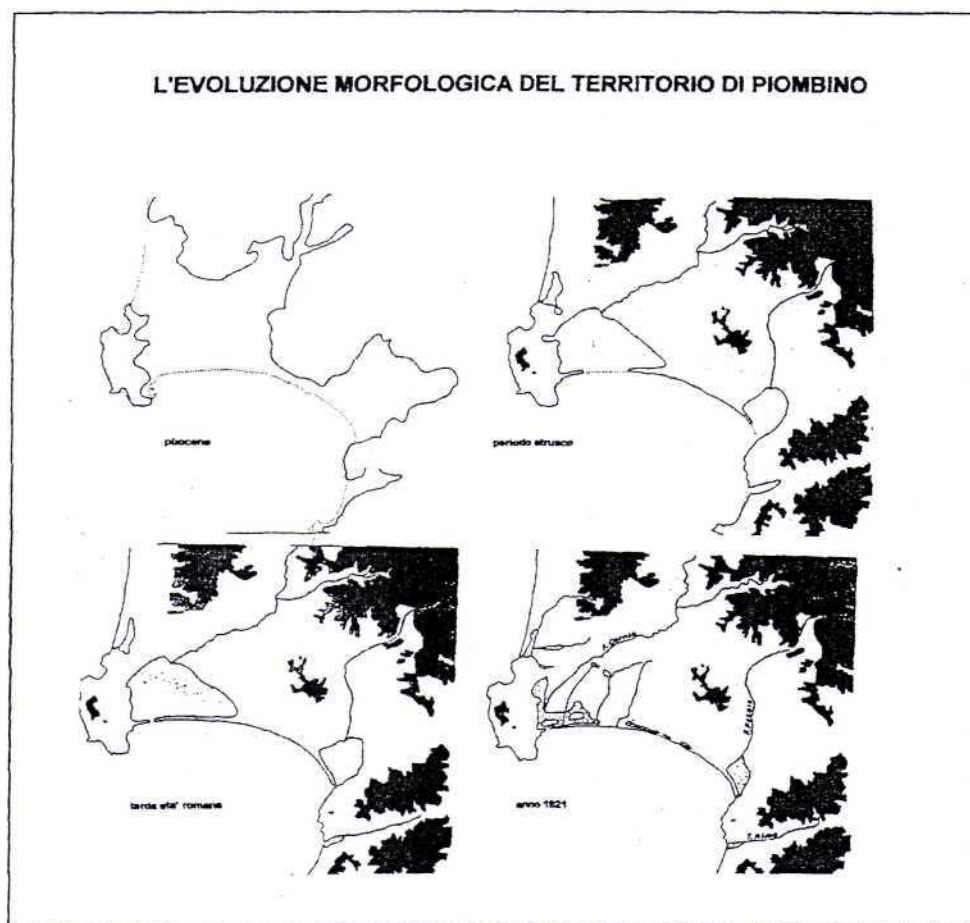 L'EVOLUZIONE MORFOLOGICA DEL TERRITORIO DI PIOMBINO
pliocene
periodo etrusco
tarda eta' romana
anno 1821